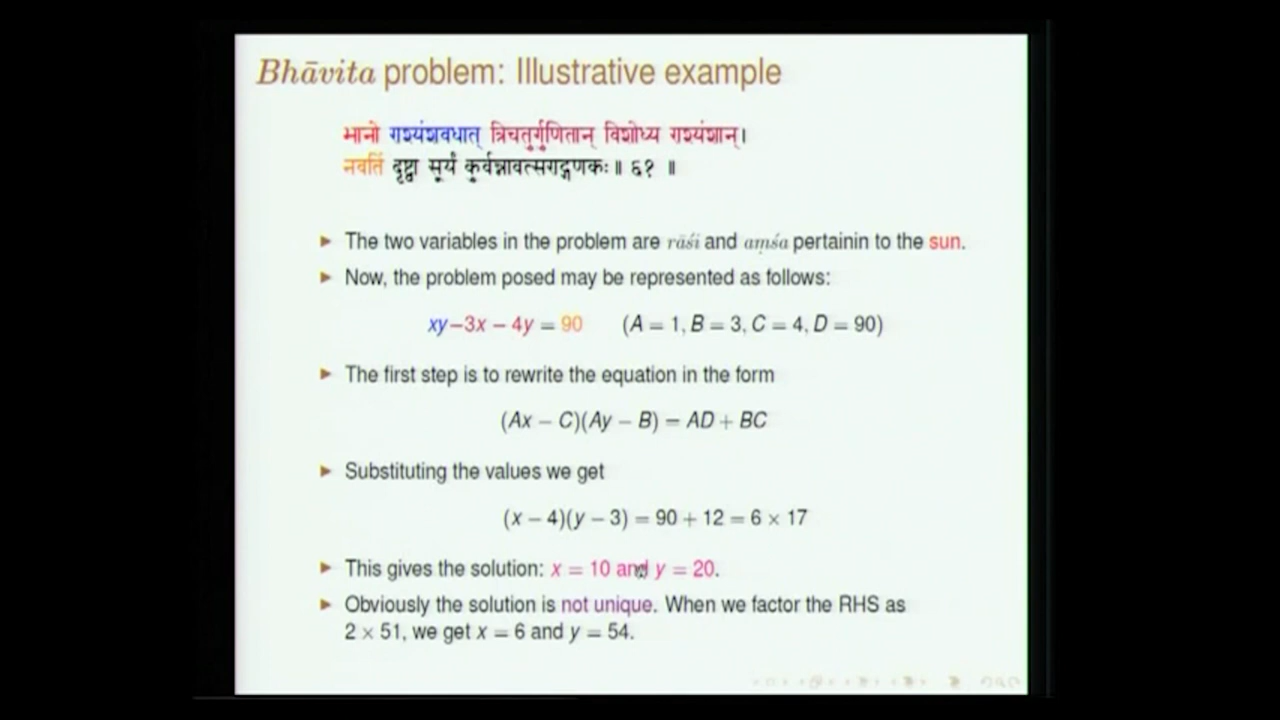 Bhāvita problem: Illustrative example
भानो राश्यंशवधात् त्रिचतुर्गुणितान् विशोध्य राश्यंशान्।
नवतिं दृष्ट्वा सूर्यं कुर्वन्नावत्सराद्गणकः॥ ६१ ॥
► The two variables in the problem are rāśi and aṃśa pertainin to the sun.
► Now, the problem posed may be represented as follows:
xy−3x − 4y = 90 (A = 1, B = 3, C = 4, D = 90)
► The first step is to rewrite the equation in the form
(Ax − C)(Ay − B) = AD + BC
► Substituting the values we get
(x − 4)(y − 3) = 90 + 12 = 6 × 17
► This gives the solution: x = 10 and y = 20.
► Obviously the solution is not unique. When we factor the RHS as
2 × 51, we get x = 6 and y = 54.